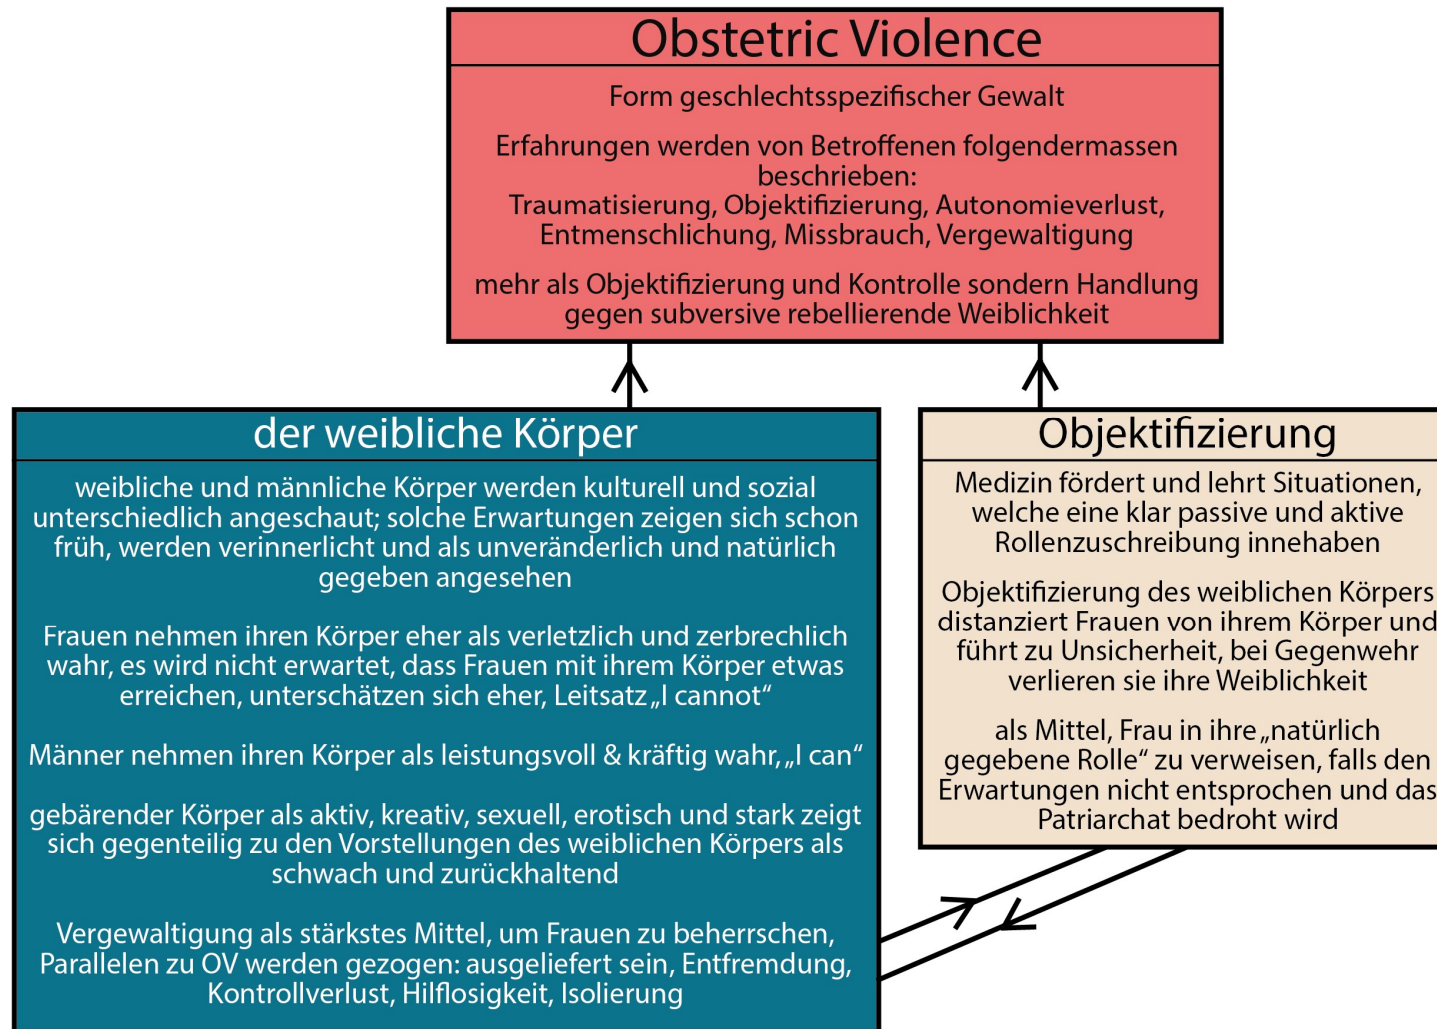 Obstetric Violence
Form geschlechtsspezifischer Gewalt
Erfahrungen werden von Betroffenen folgendermassen
beschrieben:
Traumatisierung, Objektifizierung, Autonomieverlust,
Entmenschlichung, Missbrauch, Vergewaltigung
mehr als Objektifizierung und Kontrolle sondern Handlung
gegen subversive rebellierende Weiblichkeit
der weibliche Körper
weibliche und männliche Körper werden kulturell und sozial
unterschiedlich angeschaut; solche Erwartungen zeigen sich schon
früh, werden verinnerlicht und als unveränderlich und natürlich
gegeben angesehen
Frauen nehmen ihren Körper eher als verletzlich und zerbrechlich
wahr, es wird nicht erwartet, dass Frauen mit ihrem Körper etwas
erreichen, unterschätzen sich eher, Leitsatz „I cannot“
Männer nehmen ihren Körper als leistungsvoll & kräftig wahr, „I can“
gebärender Körper als aktiv, kreativ, sexuell, erotisch und stark zeigt
sich gegenteilig zu den Vorstellungen des weiblichen Körpers als
schwach und zurückhaltend
Vergewaltigung als stärkstes Mittel, um Frauen zu beherrschen,
Parallelen zu OV werden gezogen: ausgeliefert sein, Entfremdung,
Kontrollverlust, Hilflosigkeit, Isolierung
Objektifizierung
Medizin fördert und lehrt Situationen,
welche eine klar passive und aktive
Rollenzuschreibung innehaben
Objektifizierung des weiblichen Körpers
distanziert Frauen von ihrem Körper und
führt zu Unsicherheit, bei Gegenwehr
verlieren sie ihre Weiblichkeit
als Mittel, Frau in ihre „natürlich
gegebene Rolle“ zu verweisen, falls den
Erwartungen nicht entsprochen und das
Patriarchat bedroht wird